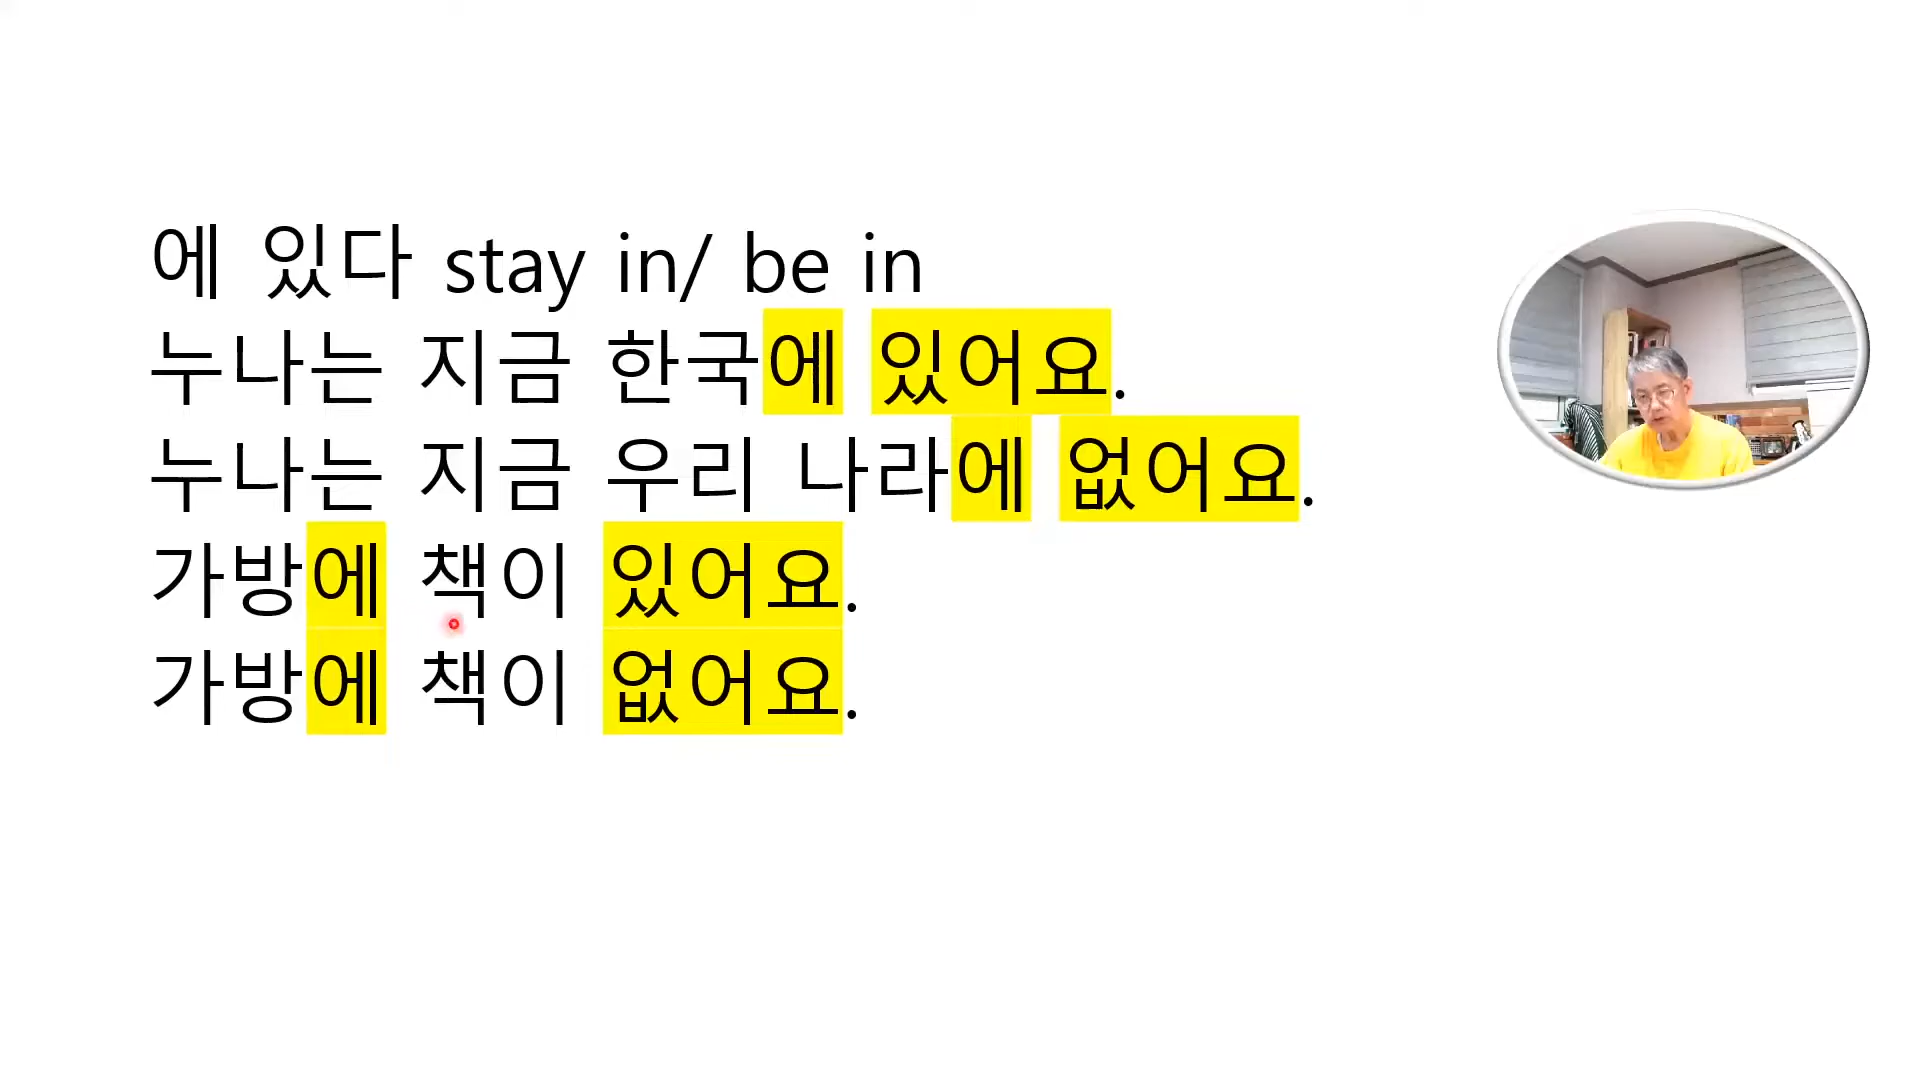 에 있다 stay in/ be in
누나는 지금 한국에 있어요.
누나는 지금 우리 나라에 없어요.
가방에 책이 있어요.
가방에 책이 없어요.